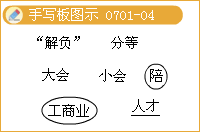 手写板图示 0701-04
“解负” 分等
大会 小会 陪
工商业 人才